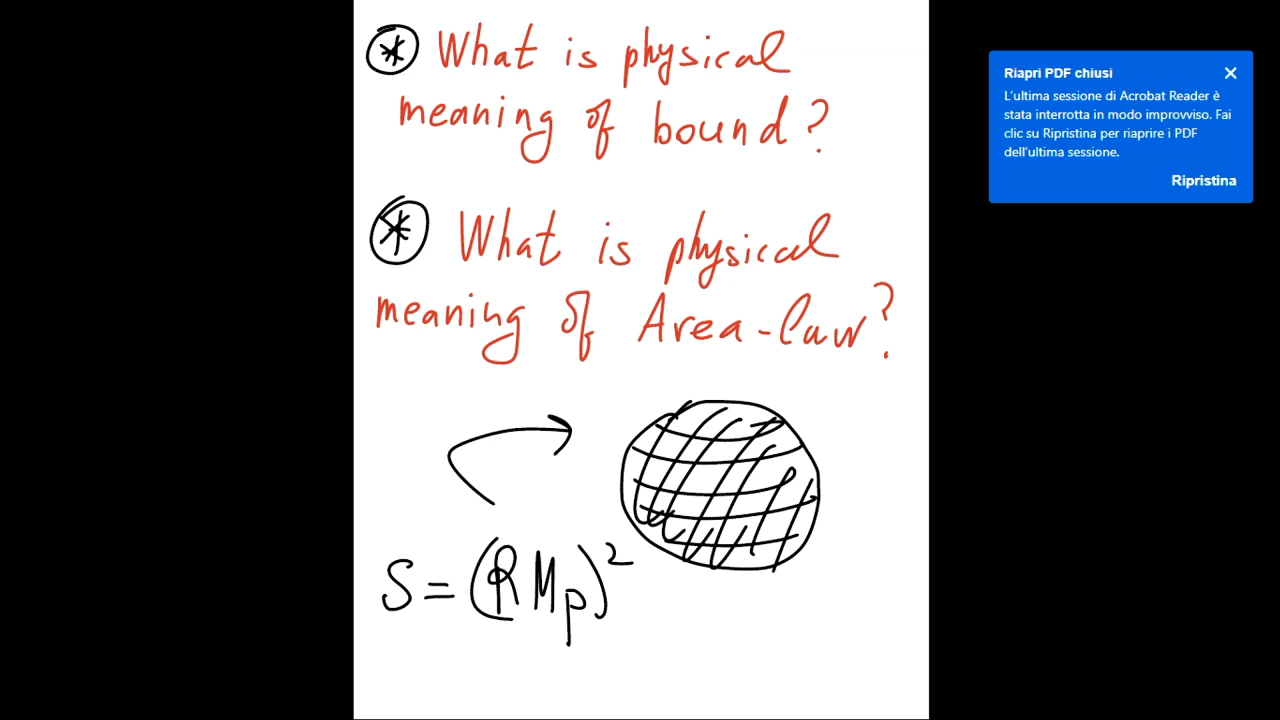 * What is physical
meaning of bound?
* What is physical
meaning of Area-law?
S = (R M_p)^2
Riapri PDF chiusi
L'ultima sessione di Acrobat Reader è
stata interrotta in modo improvviso. Fai
clic su Ripristina per riaprire i PDF
dell'ultima sessione.
Ripristina